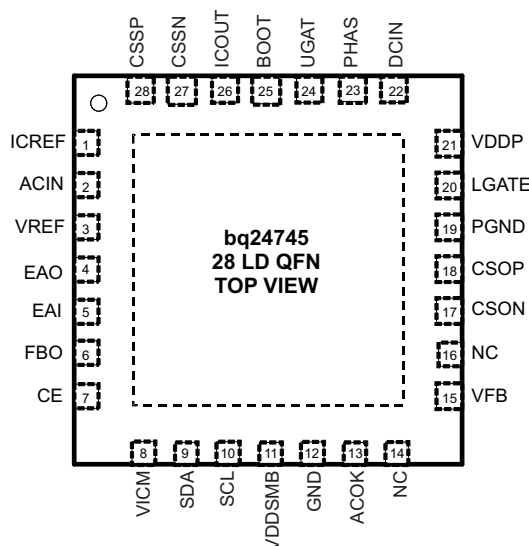 CSSP
CSSN
ICOUT
BOOT
UGAT
PHAS
DCIN
28
27
26
25
24
23
22
ICREF
1
ACIN
2
VREF
3
EAO
4
EAI
5
FBO
6
CE
7
bq24745
28 LD QFN
TOP VIEW
21
VDDP
20
LGATE
19
PGND
18
CSOP
17
CSON
16
NC
15
VFB
8
9
10
11
12
13
14
VICM
SDA
SCL
VDDSMB
GND
ACOK
NC